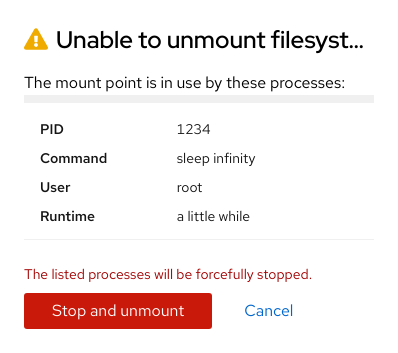 Unable to unmount filesyst...
The mount point is in use by these processes:
PID 1234
Command sleep infinity
User root
Runtime a little while
The listed processes will be forcefully stopped.
Stop and unmount Cancel